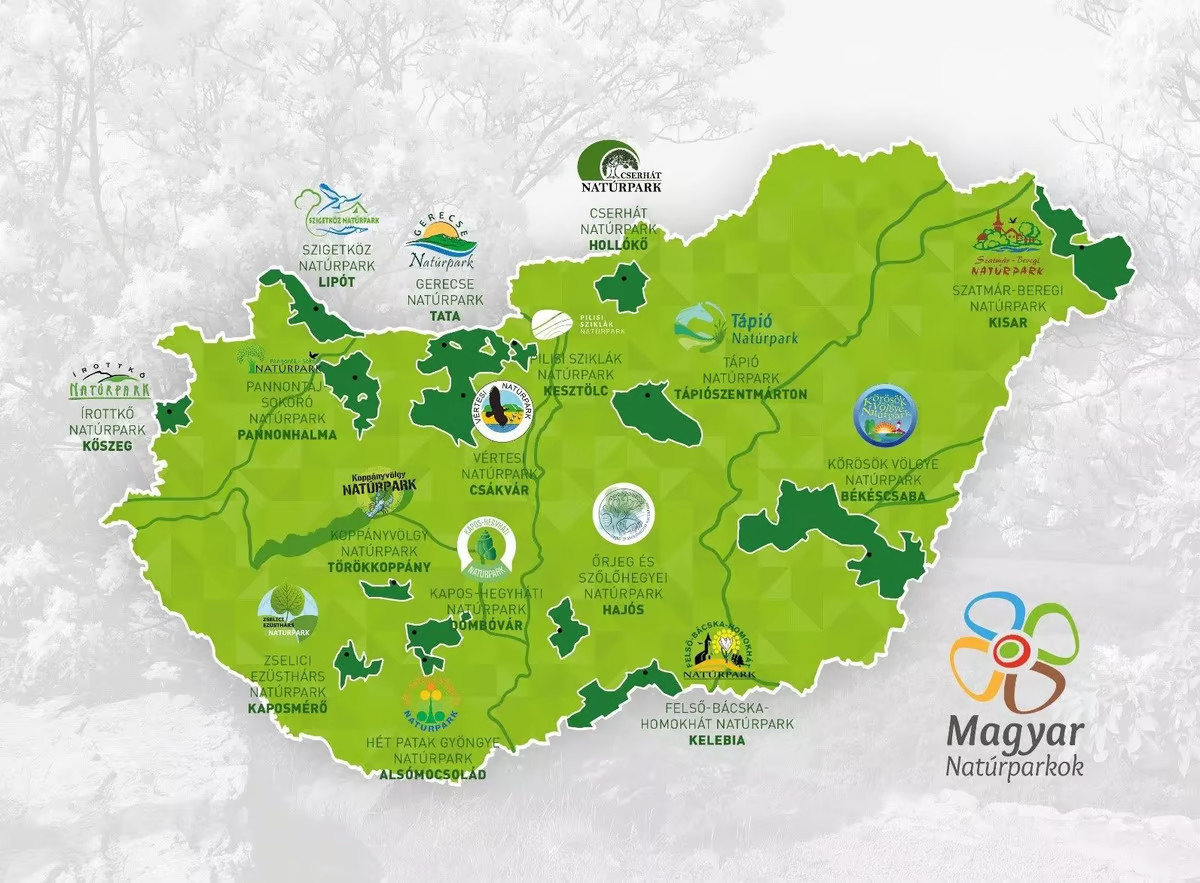 CSERHÁT
NATÚRPARK
CSERHÁT
NATÚRPARK
HOLLÓKŐ
SZIGETKÖZ NATÚRPARK
SZIGETKÖZ
NATÚRPARK
LIPÓT
GERECSE
Natúrpark
GERECSE
NATÚRPARK
TATA
Szatmár-Beregi
NATÚRPARK
SZATMÁR-BEREGI
NATÚRPARK
KISAR
PILISI
SZIKLÁK
NATÚRPARK
PILISI SZIKLÁK
NATÚRPARK
KESZTÖLC
Tápió
Natúrpark
TÁPIÓ
NATÚRPARK
TÁPIÓSZENTMÁRTON
ÍROTTKŐ
NATÚRPARK
ÍROTTKŐ
NATÚRPARK
KŐSZEG
NATÚRPARK
PANNONTÁJ-
SOKORÓ
NATÚRPARK
PANNONHALMA
VÉRTESI NATÚRPARK
VÉRTESI
NATÚRPARK
CSÁKVÁR
Körösök
Völgye
Natúrpark
KÖRÖSÖK VÖLGYE
NATÚRPARK
BÉKÉSCSABA
Koppányvölgy
NATÚRPARK
KOPPÁNYVÖLGY
NATÚRPARK
TÖRÖKKOPPÁNY
KAPOS-HEGYHÁTI
NATÚRPARK
KAPOS-HEGYHÁTI
NATÚRPARK
DOMBÓVÁR
ŐRJEG ÉS
SZŐLŐHEGYEI
NATÚRPARK
HAJÓS
ZSELICI
EZÜSTHÁRS
NATÚRPARK
ZSELICI
EZÜSTHÁRS
NATÚRPARK
KAPOSMÉRŐ
NATÚRPARK
HÉT PATAK GYÖNGYE
NATÚRPARK
ALSÓMOCSOLÁD
FELSŐ-BÁCSKA-HOMOKHÁT
NATÚRPARK
FELSŐ-BÁCSKA-
HOMOKHÁT NATÚRPARK
KELEBIA
Magyar
Natúrparkok